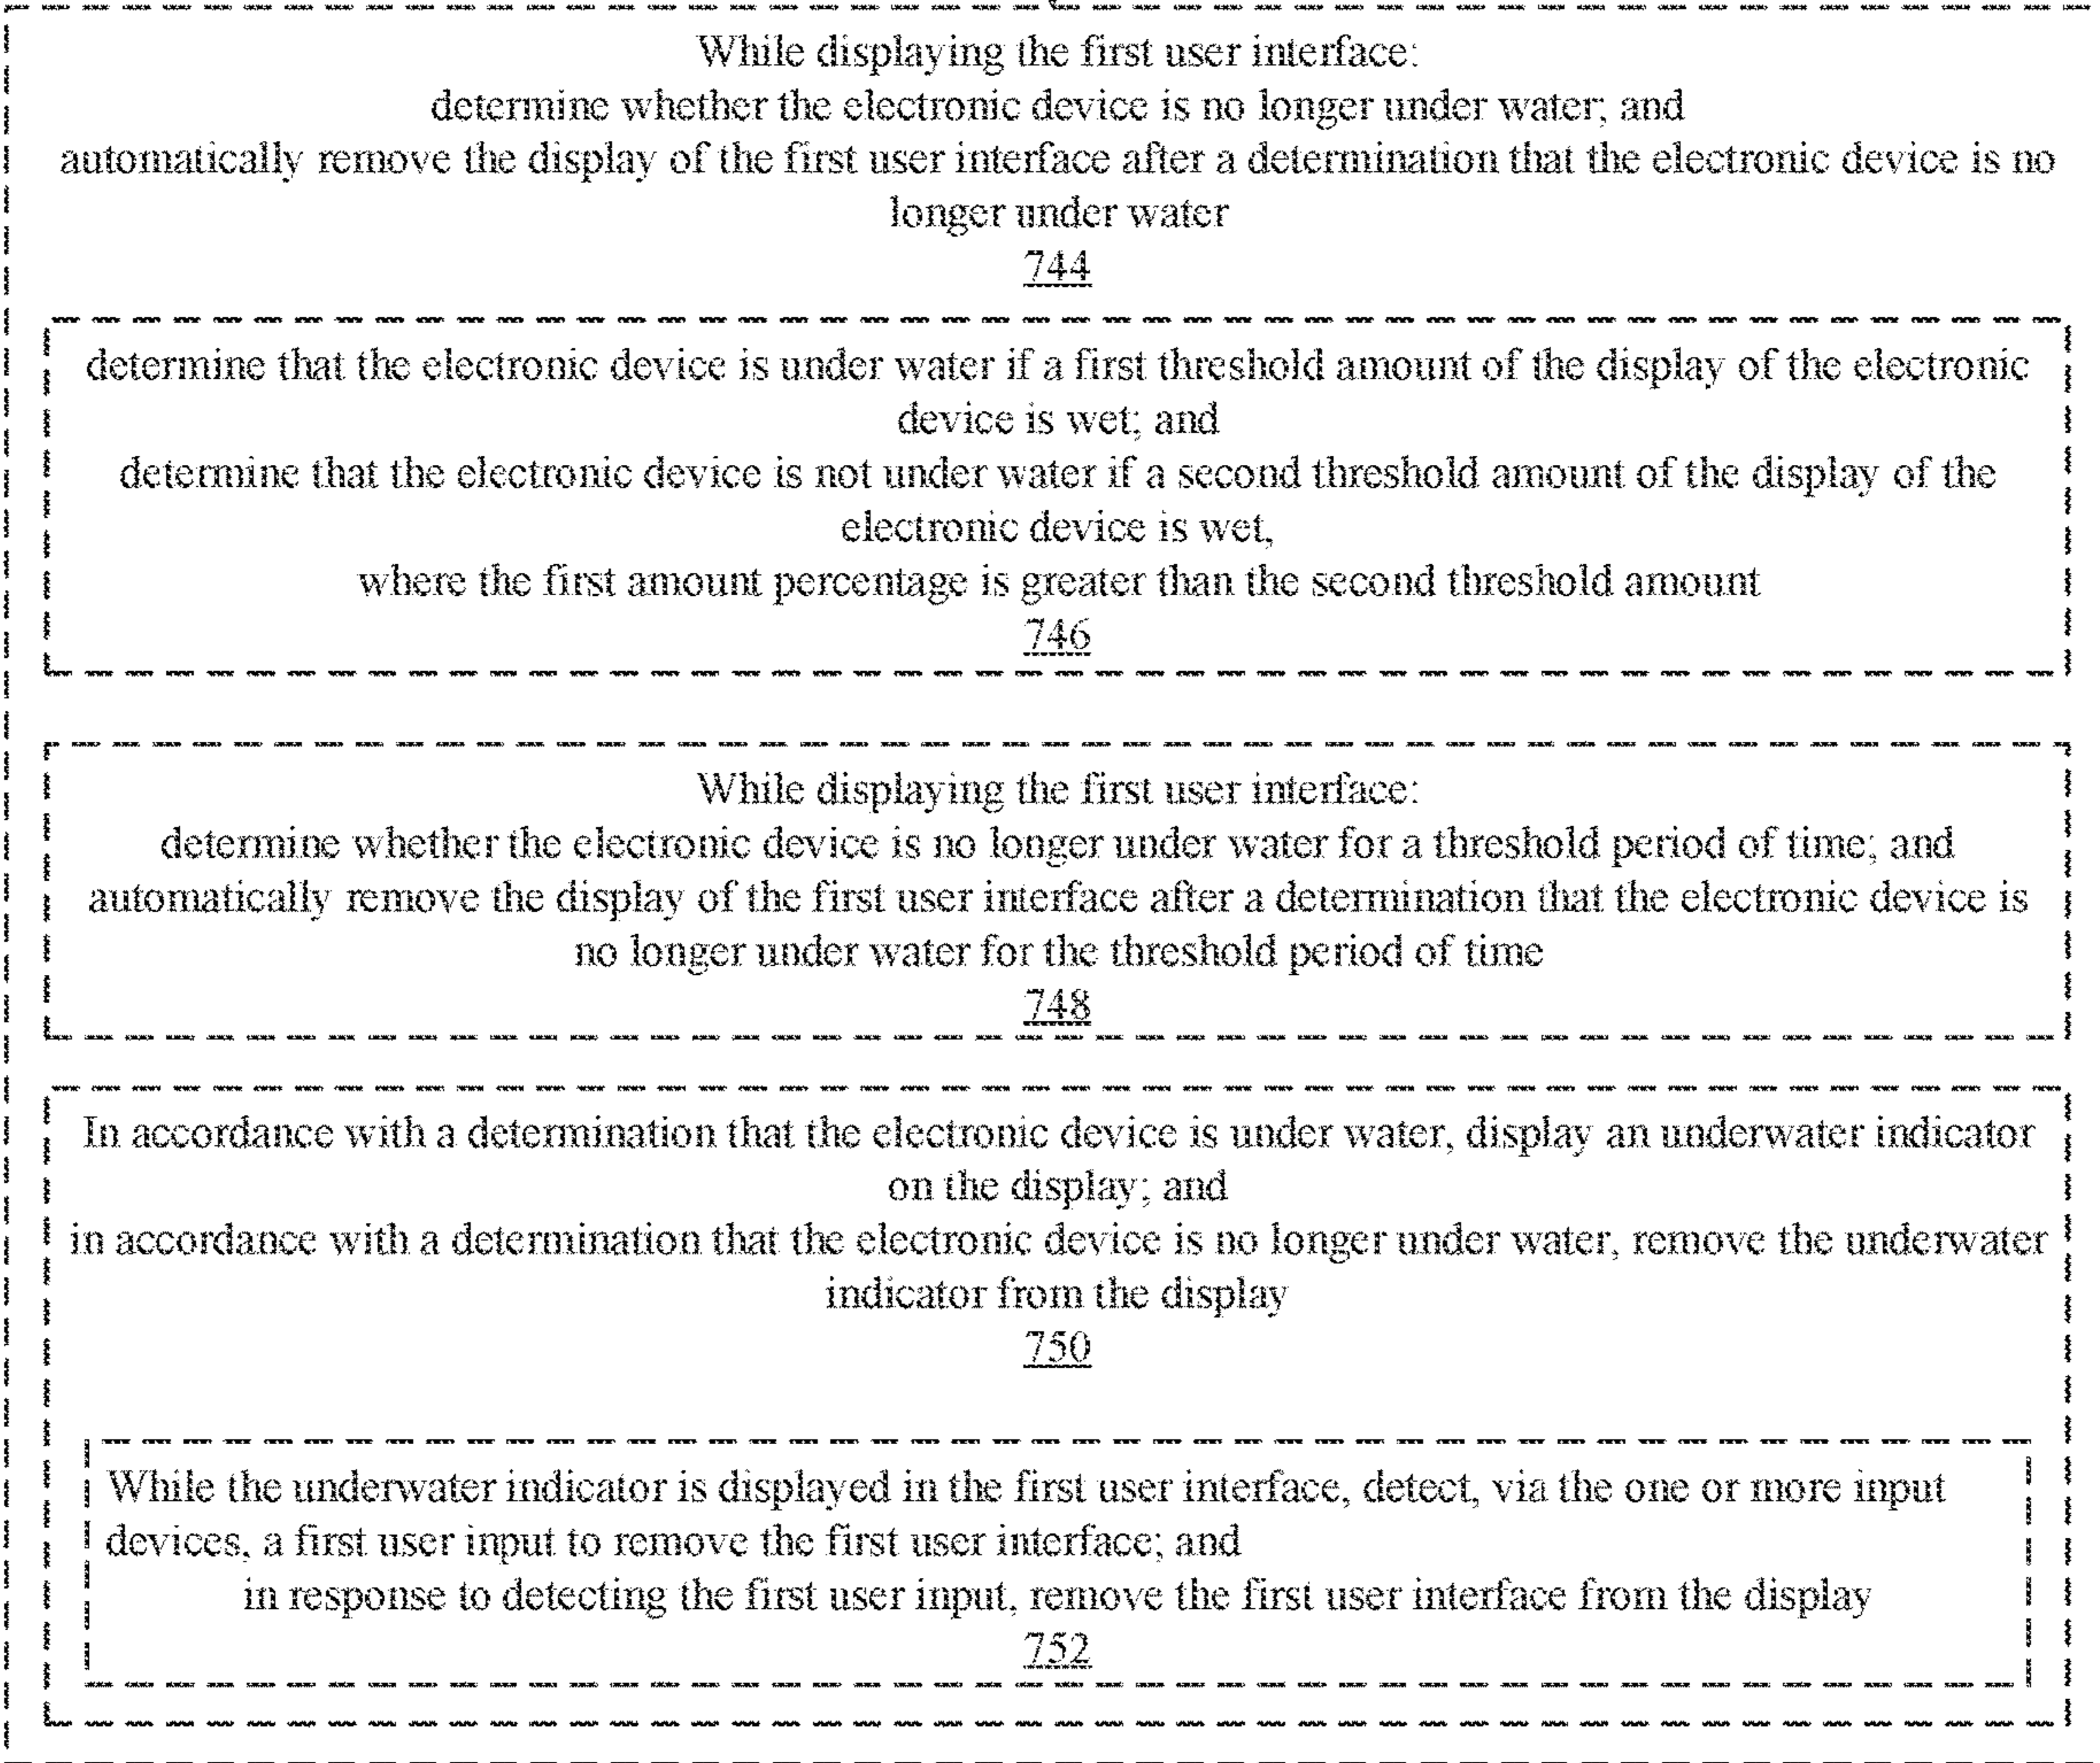 While displaying the first user interface:
determine whether the electronic device is no longer under water; and
automatically remove the display of the first user interface after a determination that the electronic device is no
longer under water
744
determine that the electronic device is under water if a first threshold amount of the display of the electronic
device is wet; and
determine that the electronic device is not under water if a second threshold amount of the display of the
electronic device is wet,
where the first amount percentage is greater than the second threshold amount
746
While displaying the first user interface:
determine whether the electronic device is no longer under water for a threshold period of time; and
automatically remove the display of the first user interface after a determination that the electronic device is
no longer under water for the threshold period of time
748
In accordance with a determination that the electronic device is under water, display an underwater indicator
on the display; and
in accordance with a determination that the electronic device is no longer under water, remove the underwater
indicator from the display
750
While the underwater indicator is displayed in the first user interface, detect, via the one or more input
devices, a first user input to remove the first user interface; and
in response to detecting the first user input, remove the first user interface from the display
752